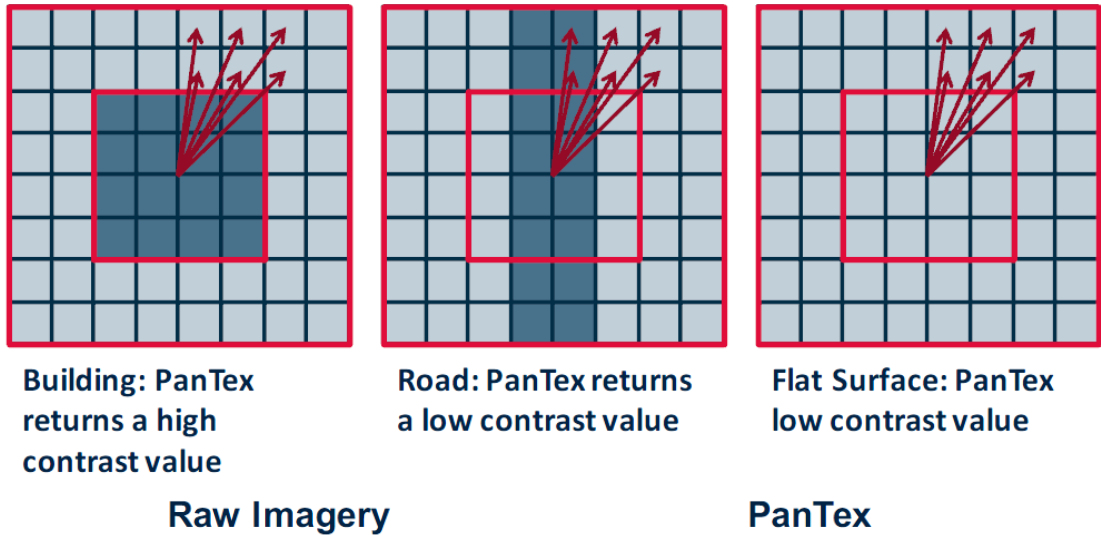 Building: PanTex
returns a high
contrast value
Road: PanTex returns
a low contrast value
Flat Surface: PanTex
low contrast value
Raw Imagery
PanTex